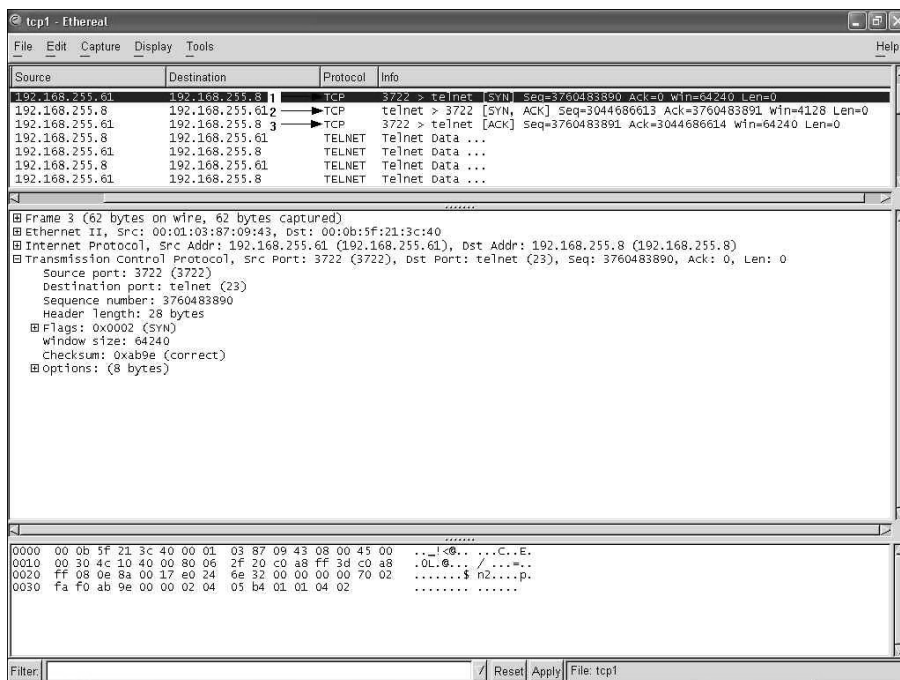 tcp1 - Ethereal
File Edit Capture Display Tools Help
Source Destination Protocol Info
192.168.255.61 192.168.255.8 1 TCP 3722 > telnet [SYN] Seq=3760483890 Ack=0 Win=64240 Len=0
192.168.255.8 192.168.255.61 2 TCP telnet > 3722 [SYN, ACK] Seq=3044686613 Ack=3760483891 Win=4128 Len=0
192.168.255.61 192.168.255.8 3 TCP 3722 > telnet [ACK] Seq=3760483891 Ack=3044686614 Win=64240 Len=0
192.168.255.8 192.168.255.61 TELNET Telnet Data ...
192.168.255.61 192.168.255.8 TELNET Telnet Data ...
192.168.255.8 192.168.255.61 TELNET Telnet Data ...
192.168.255.61 192.168.255.8 TELNET Telnet Data ...
Frame 3 (62 bytes on wire, 62 bytes captured)
Ethernet II, Src: 00:01:03:87:09:43, Dst: 00:0b:5f:21:3c:40
Internet Protocol, Src Addr: 192.168.255.61 (192.168.255.61), Dst Addr: 192.168.255.8 (192.168.255.8)
Transmission Control Protocol, Src Port: 3722 (3722), Dst Port: telnet (23), Seq: 3760483890, Ack: 0, Len: 0
Source port: 3722 (3722)
Destination port: telnet (23)
Sequence number: 3760483890
Header length: 28 bytes
Flags: 0x0002 (SYN)
Window size: 64240
Checksum: 0xab9e (correct)
Options: (8 bytes)
0000 00 0b 5f 21 3c 40 00 01 03 87 09 43 08 00 45 00 .._!<@.. ...C..E.
0010 00 30 4c 10 40 00 80 06 2f 20 c0 a8 ff 3d c0 a8 .0L.@... / ...=..
0020 ff 08 0e 8a 00 17 e0 24 6e 32 00 00 00 00 70 02 .......$ n2....p.
0030 fa f0 ab 9e 00 00 02 04 05 b4 01 01 04 02 ........ ......
Filter: / Reset Apply File: tcp1